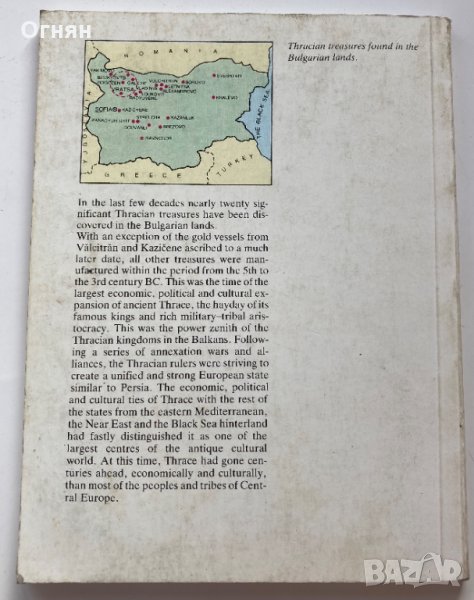 Огнян
Thracian treasures found in the
Bulgarian lands.
ROMANIA
SOFIA
THE BLACK SEA
TURKEY
GREECE
In the last few decades nearly twenty sig-
nificant Thracian treasures have been dis-
covered in the Bulgarian lands.
With an exception of the gold vessels from
Vălcitrăn and Kazičene ascribed to a much
later date, all other treasures were man-
ufactured within the period from the 5th to
the 3rd century BC. This was the time of the
largest economic, political and cultural ex-
pansion of ancient Thrace, the hayday of its
famous kings and rich military–tribal aris-
tocracy. This was the power zenith of the
Thracian kingdoms in the Balkans. Follow-
ing a series of annexation wars and al-
liances, the Thracian rulers were striving to
create a unified and strong European state
similar to Persia. The economic, political
and cultural ties of Thrace with the rest of
the states from the eastern Mediterranean,
the Near East and the Black Sea hinterland
had fastly distinguished it as one of the
largest centres of the antique cultural
world. At this time, Thrace had gone cen-
turies ahead, economically and culturally,
than most of the peoples and tribes of Cent-
ral Europe.
BAZAR